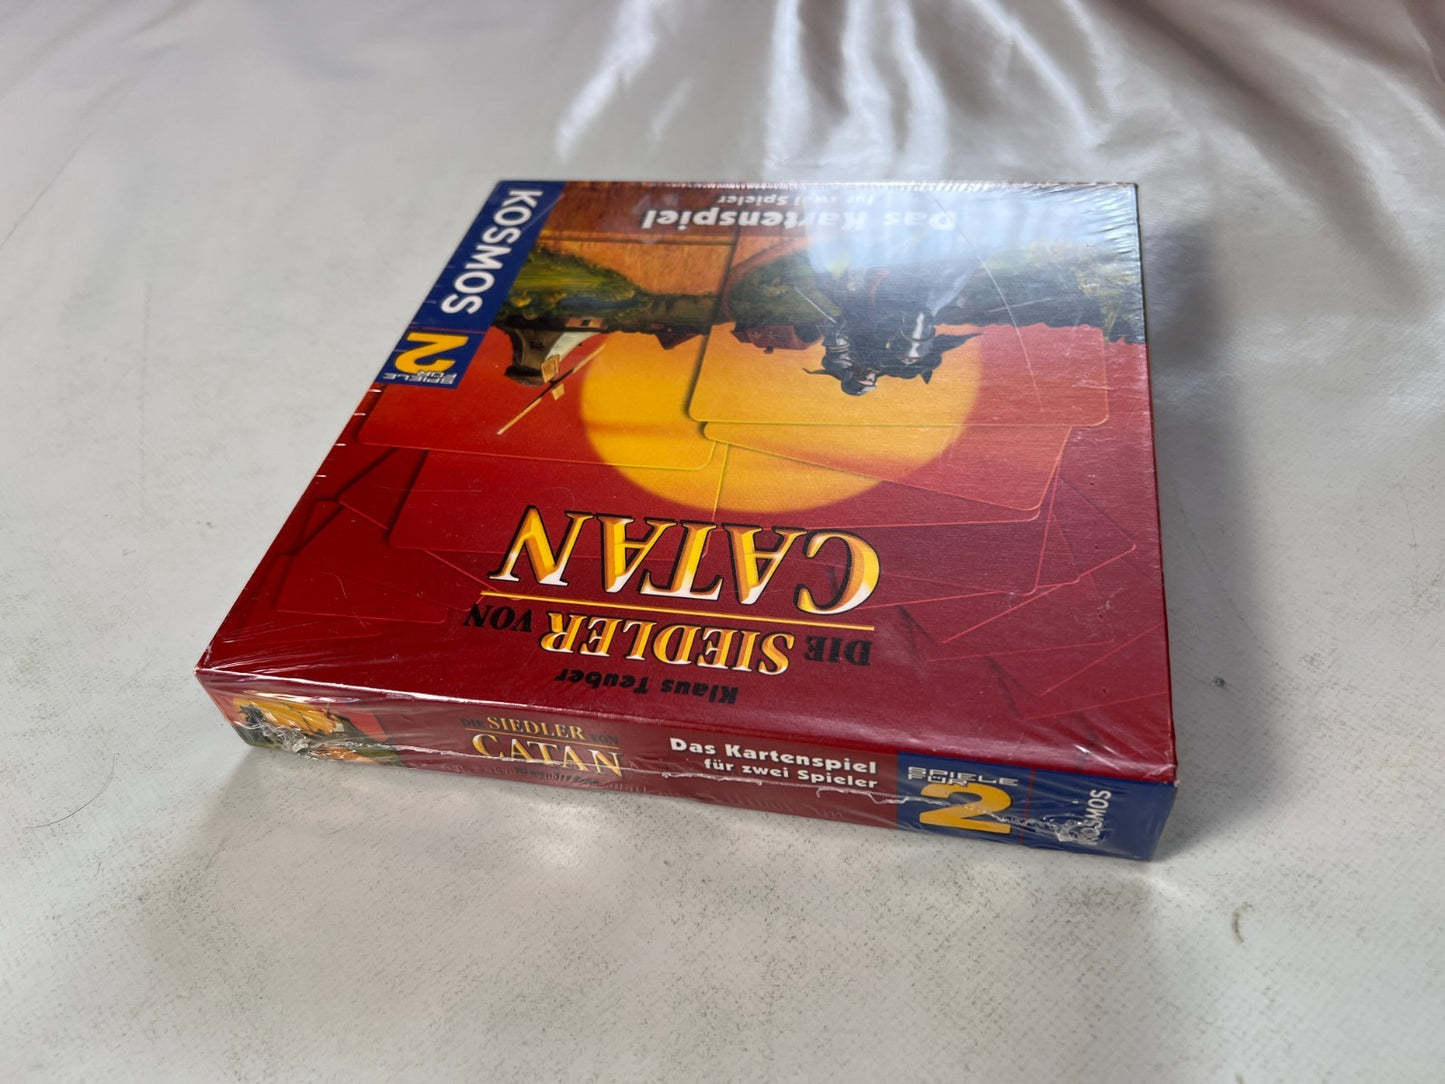 Klaus Teuber
DIE SIEDLER VON
CATAN
Das Kartenspiel
für zwei Spieler
KOSMOS
2
SPIELE
FÜR
DIE SIEDLER VON
CATAN
Das Kartenspiel
für zwei Spieler
SPIELE
FÜR
2
KOSMOS